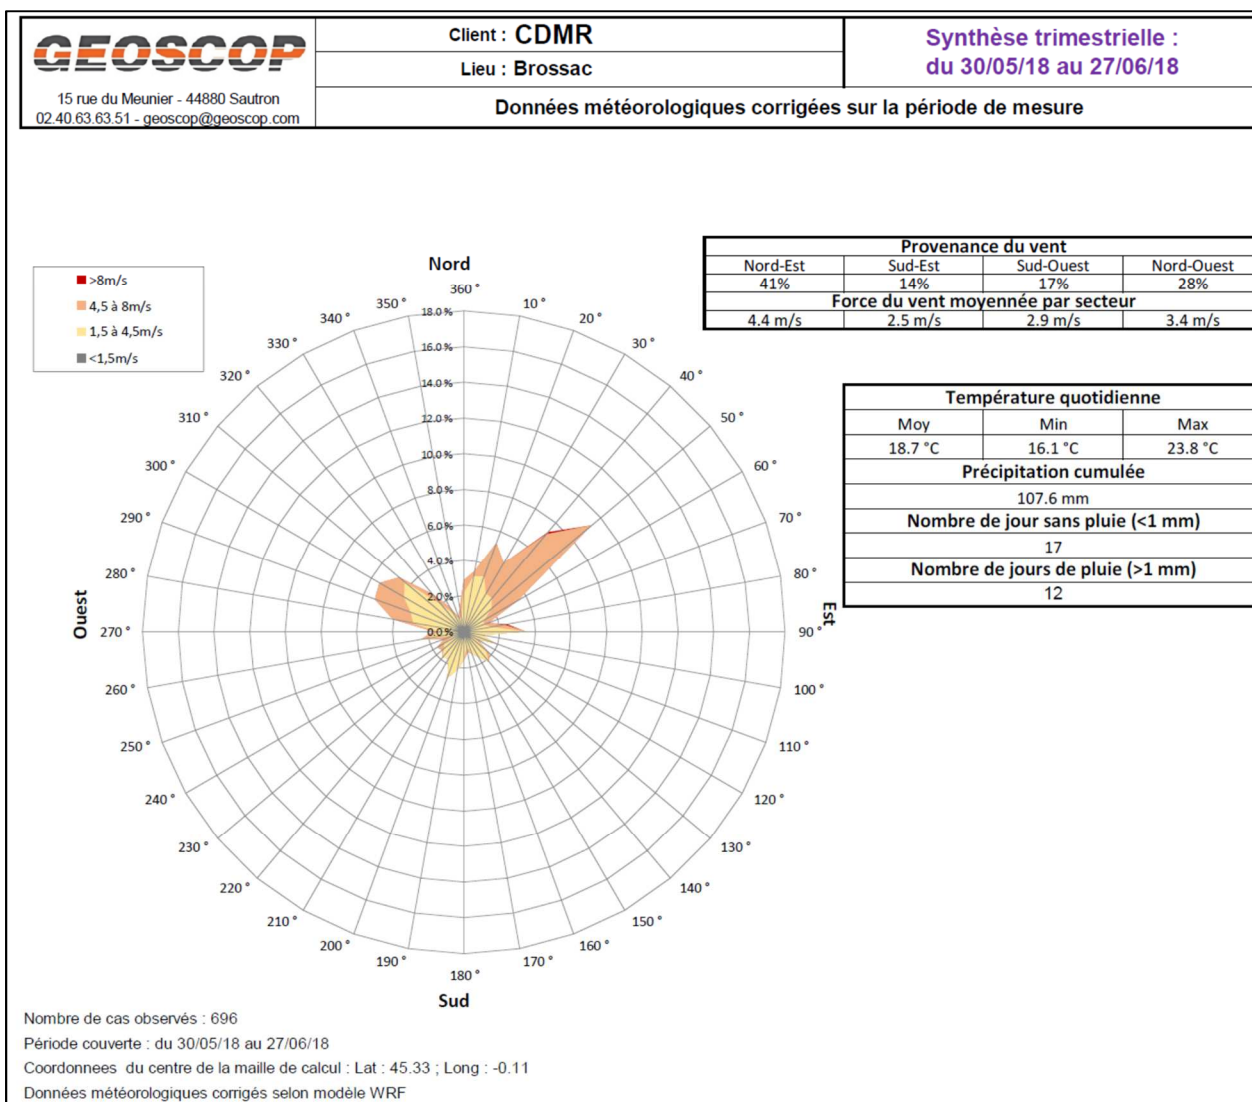 GEOSCOP
15 rue du Meunier - 44880 Sautron
02.40.63.63.51 - geoscop@geoscop.com
Client : CDMR
Lieu : Brossac
Synthèse trimestrielle :
du 30/05/18 au 27/06/18
Données météorologiques corrigées sur la période de mesure
Provenance du vent
Nord-Est Sud-Est Sud-Ouest Nord-Ouest
41% 14% 17% 28%
Force du vent moyennée par secteur
4.4 m/s 2.5 m/s 2.9 m/s 3.4 m/s
Température quotidienne
Moy Min Max
18.7 °C 16.1 °C 23.8 °C
Précipitation cumulée
107.6 mm
Nombre de jour sans pluie (<1 mm)
17
Nombre de jours de pluie (>1 mm)
12
>8m/s
4,5 à 8m/s
1,5 à 4,5m/s
<1,5m/s
Nord
360 °
10 °
20 °
30 °
40 °
50 °
60 °
70 °
80 °
Est
90 °
100 °
110 °
120 °
130 °
140 °
150 °
160 °
170 °
180 °
Sud
190 °
200 °
210 °
220 °
230 °
240 °
250 °
260 °
270 °
Ouest
280 °
290 °
300 °
310 °
320 °
330 °
340 °
350 °
18.0%
16.0%
14.0%
12.0%
10.0%
8.0%
6.0%
4.0%
2.0%
0.0%
Nombre de cas observés : 696
Période couverte : du 30/05/18 au 27/06/18
Coordonnees du centre de la maille de calcul : Lat : 45.33 ; Long : -0.11
Données météorologiques corrigés selon modèle WRF